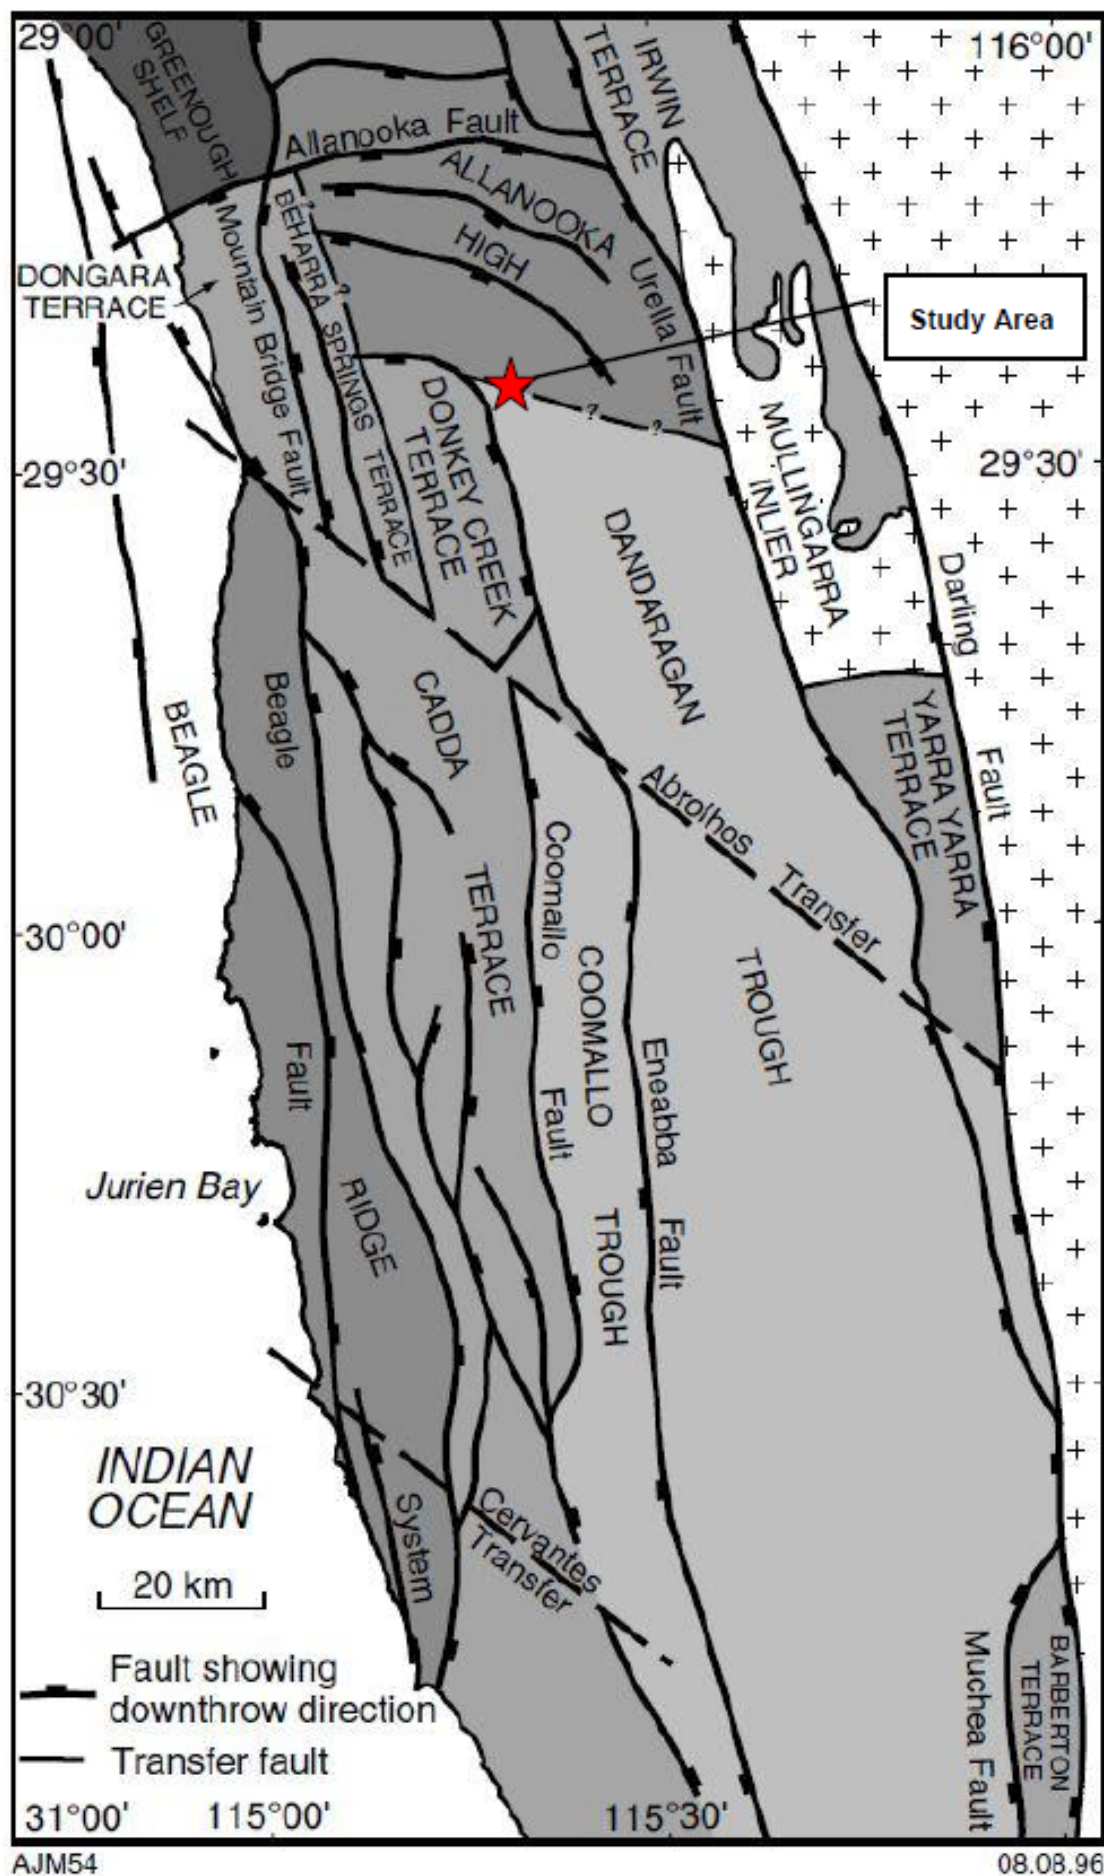 29°00'
116°00'
GREENOUGH
SHELF
IRWIN
TERRACE
Allanooka Fault
ALLANOOKA
HIGH
DONGARA
TERRACE
Mountain Bridge Fault
BEHARRA SPRINGS TERRACE
?
?
Urella Fault
Study Area
? ?
29°30'
29°30'
DONKEY CREEK
TERRACE
MULLINGARRA
INLIER
DANDARAGAN
TROUGH
Darling
Fault
BEAGLE
RIDGE
Beagle
Fault
System
CADDA
TERRACE
YARRA YARRA
TERRACE
Abrolhos
Transfer
Coomallo
Fault
COOMALLO
TROUGH
30°00'
Eneabba
Fault
Jurien Bay
30°30'
INDIAN
OCEAN
Cervantes
Transfer
20 km
Fault showing
downthrow direction
Transfer fault
Muchea Fault
BARBERTON
TERRACE
31°00'
115°00'
115°30'
AJM54
08.08.96